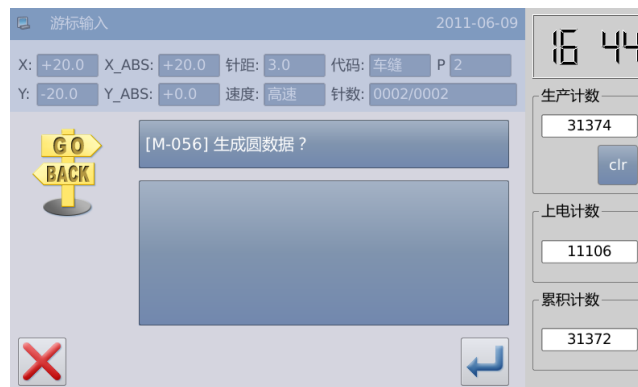 游标输入 2011-06-09
X: +20.0 X_ABS: +20.0 针距: 3.0 代码: 车缝 P 2
Y: -20.0 Y_ABS: +0.0 速度: 高速 针数: 0002/0002
GO
BACK
[M-056] 生成圆数据？
16 44
生产计数
31374
clr
上电计数
11106
累积计数
31372